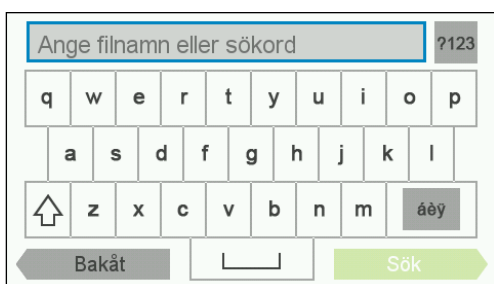 Ange filnamn eller sökord ?123
q w e r t y u i o p
a s d f g h j k l
z x c v b n m áèÿ
Bakåt Sök